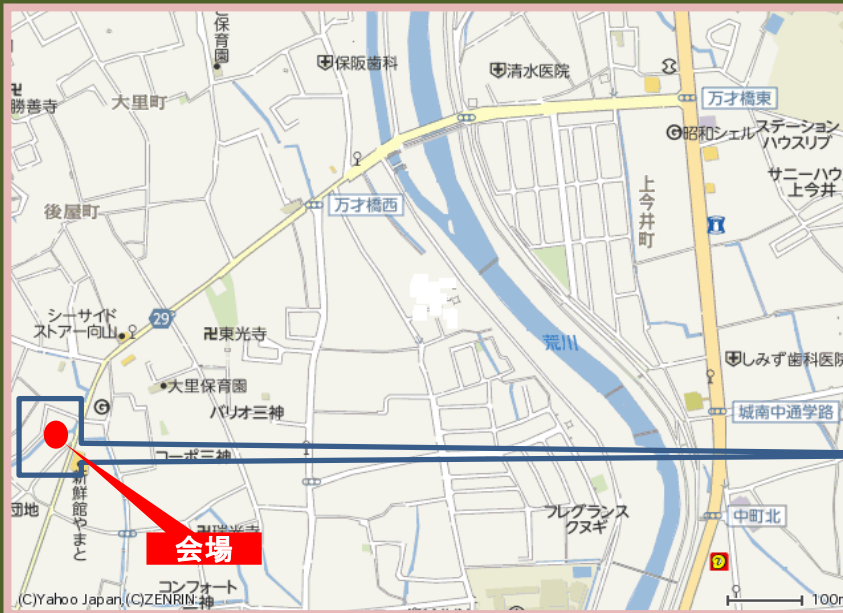 保育園
保阪歯科
清水医院
勝善寺
大里町
万才橋東
昭和シェル
ステーション
ハウスリブ
サニーハウ
上今井
上今井町
後屋町
万才橋西
シーサイド
ストアー向山
29
東光寺
荒川
しみず歯科医院
大里保育園
パリオ三神
城南中通学路
コーポ三神
新鮮館やまと
団地
フレグランス
クヌギ
中町北
会場
コンフォート
三神
(C)Yahoo Japan,(C)ZENRIN
100m